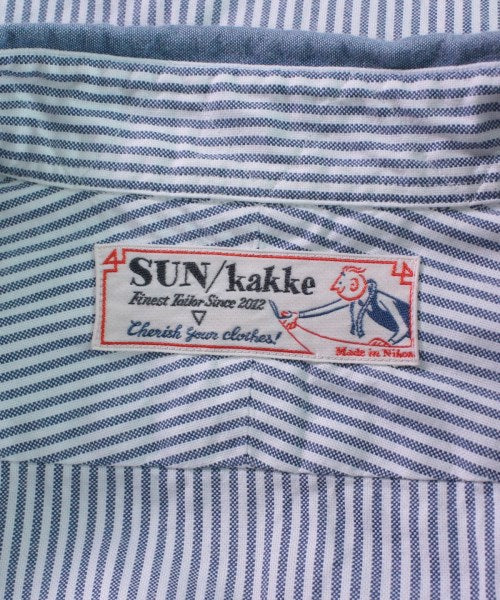 SUN/kakke
Finest Tailor Since 2012
Cherish your clothes!
Made in Nihon